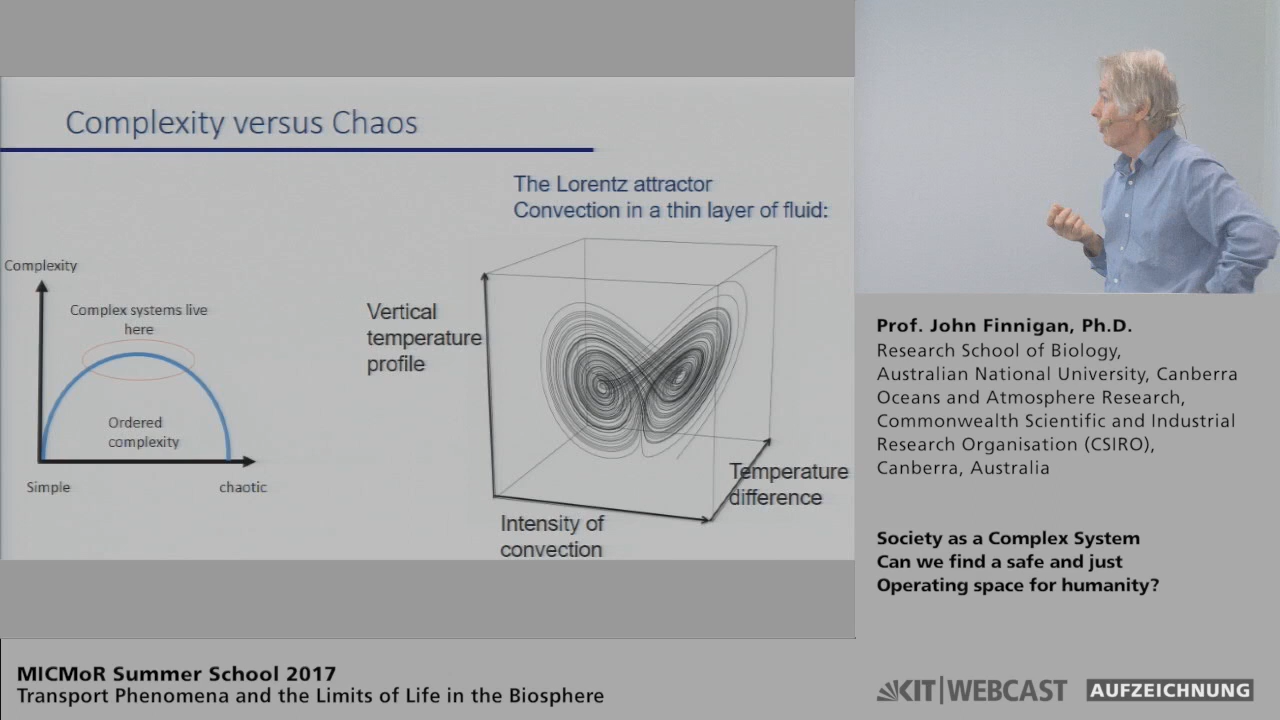 Complexity versus Chaos
The Lorentz attractor
Convection in a thin layer of fluid:
Complexity
Complex systems live
here
Ordered
complexity
Simple
chaotic
Vertical
temperature
profile
Temperature
difference
Intensity of
convection
Prof. John Finnigan, Ph.D.
Research School of Biology,
Australian National University, Canberra
Oceans and Atmosphere Research,
Commonwealth Scientific and Industrial
Research Organisation (CSIRO),
Canberra, Australia
Society as a Complex System
Can we find a safe and just
Operating space for humanity?
MICMoR Summer School 2017
Transport Phenomena and the Limits of Life in the Biosphere
KIT|WEBCAST AUFZEICHNUNG